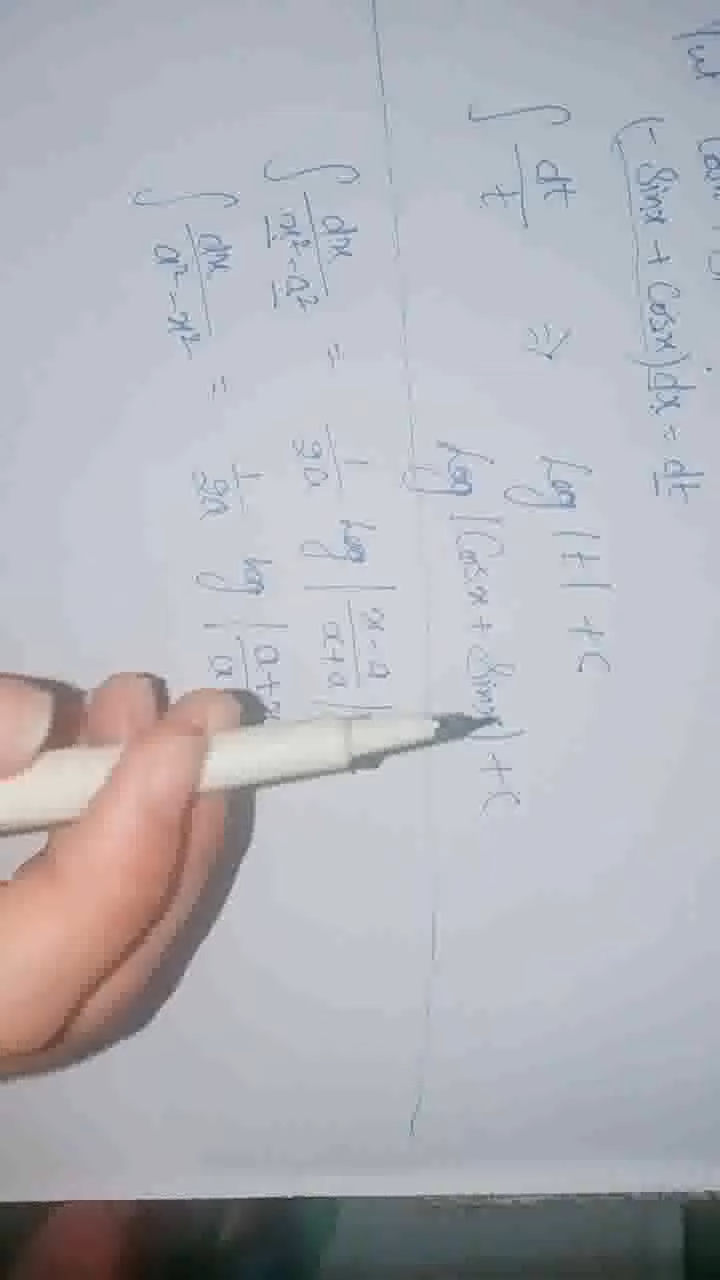 Put
(-Sinx + Cosx)dx = dt
∫ dt/t ⇒ log |t| + c
log |Cosx + Sinx| + c
∫ dx/x²-a² = 1/2a log |x-a/x+a|
∫ dx/a²-x² = 1/2a log |a+x/a